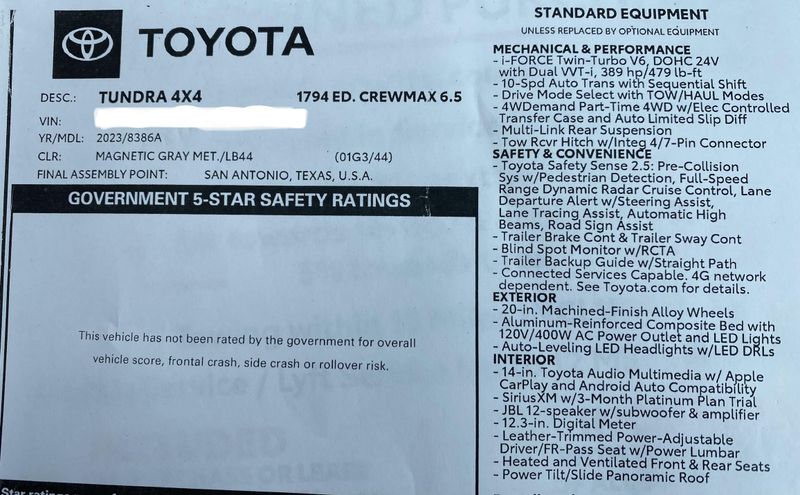 TOYOTA
DESC.: TUNDRA 4X4 1794 ED. CREWMAX 6.5
VIN:
YR/MDL: 2023/8386A
CLR: MAGNETIC GRAY MET./LB44 (01G3/44)
FINAL ASSEMBLY POINT: SAN ANTONIO, TEXAS, U.S.A.
GOVERNMENT 5-STAR SAFETY RATINGS
This vehicle has not been rated by the government for overall
vehicle score, frontal crash, side crash or rollover risk.
Star ratings
STANDARD EQUIPMENT
UNLESS REPLACED BY OPTIONAL EQUIPMENT
MECHANICAL & PERFORMANCE
- i-FORCE Twin-Turbo V6, DOHC 24V
with Dual VVT-i, 389 hp/479 lb-ft
- 10-Spd Auto Trans with Sequential Shift
- Drive Mode Select with TOW/HAUL Modes
- 4WDemand Part-Time 4WD w/Elec Controlled
Transfer Case and Auto Limited Slip Diff
- Multi-Link Rear Suspension
- Tow Rcvr Hitch w/Integ 4/7-Pin Connector
SAFETY & CONVENIENCE
- Toyota Safety Sense 2.5: Pre-Collision
Sys w/Pedestrian Detection, Full-Speed
Range Dynamic Radar Cruise Control, Lane
Departure Alert w/Steering Assist,
Lane Tracing Assist, Automatic High
Beams, Road Sign Assist
- Trailer Brake Cont & Trailer Sway Cont
- Blind Spot Monitor w/RCTA
- Trailer Backup Guide w/Straight Path
- Connected Services Capable. 4G network
dependent. See Toyota.com for details.
EXTERIOR
- 20-in. Machined-Finish Alloy Wheels
- Aluminum-Reinforced Composite Bed with
120V/400W AC Power Outlet and LED Lights
- Auto-Leveling LED Headlights w/LED DRLs
INTERIOR
- 14-in. Toyota Audio Multimedia w/ Apple
CarPlay and Android Auto Compatibility
- SiriusXM w/3-Month Platinum Plan Trial
- JBL 12-speaker w/subwoofer & amplifier
- 12.3-in. Digital Meter
- Leather-Trimmed Power-Adjustable
Driver/FR-Pass Seat w/Power Lumbar
- Heated and Ventilated Front & Rear Seats
- Power Tilt/Slide Panoramic Roof